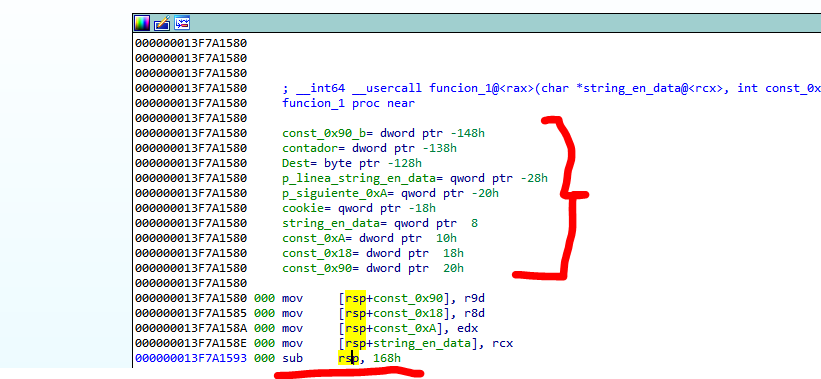 000000013F7A1580
000000013F7A1580
000000013F7A1580
000000013F7A1580 ; __int64 __usercall funcion_1@<rax>(char *string_en_data@<rcx>, int const_0x
000000013F7A1580 funcion_1 proc near
000000013F7A1580
000000013F7A1580 const_0x90_b= dword ptr -148h
000000013F7A1580 contador= dword ptr -138h
000000013F7A1580 Dest= byte ptr -128h
000000013F7A1580 p_linea_string_en_data= qword ptr -28h
000000013F7A1580 p_siguiente_0xA= qword ptr -20h
000000013F7A1580 cookie= qword ptr -18h
000000013F7A1580 string_en_data= qword ptr  8
000000013F7A1580 const_0xA= dword ptr  10h
000000013F7A1580 const_0x18= dword ptr  18h
000000013F7A1580 const_0x90= dword ptr  20h
000000013F7A1580
000000013F7A1580 000 mov [rsp+const_0x90], r9d
000000013F7A1585 000 mov [rsp+const_0x18], r8d
000000013F7A158A 000 mov [rsp+const_0xA], edx
000000013F7A158E 000 mov [rsp+string_en_data], rcx
000000013F7A1593 000 sub rsp, 168h